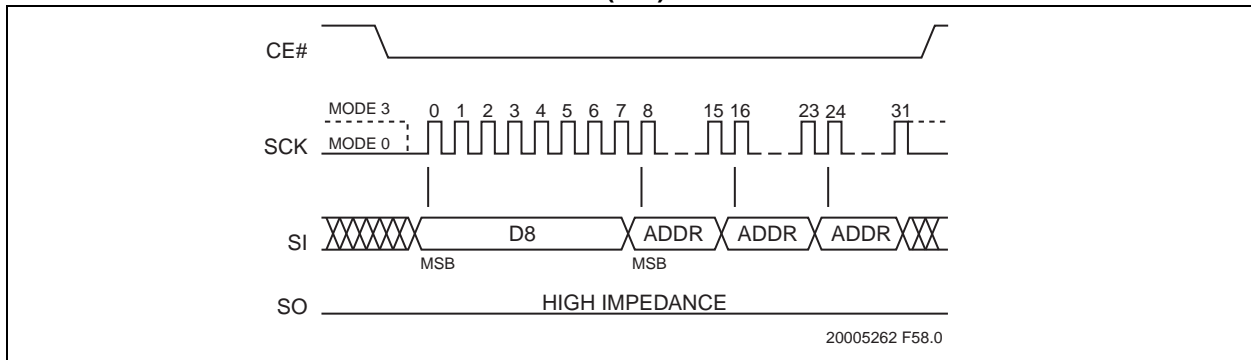 CE#
MODE 3 0 1 2 3 4 5 6 7 8 15 16 23 24 31
SCK MODE 0
SI D8 ADDR ADDR ADDR
MSB MSB
SO HIGH IMPEDANCE
20005262 F58.0